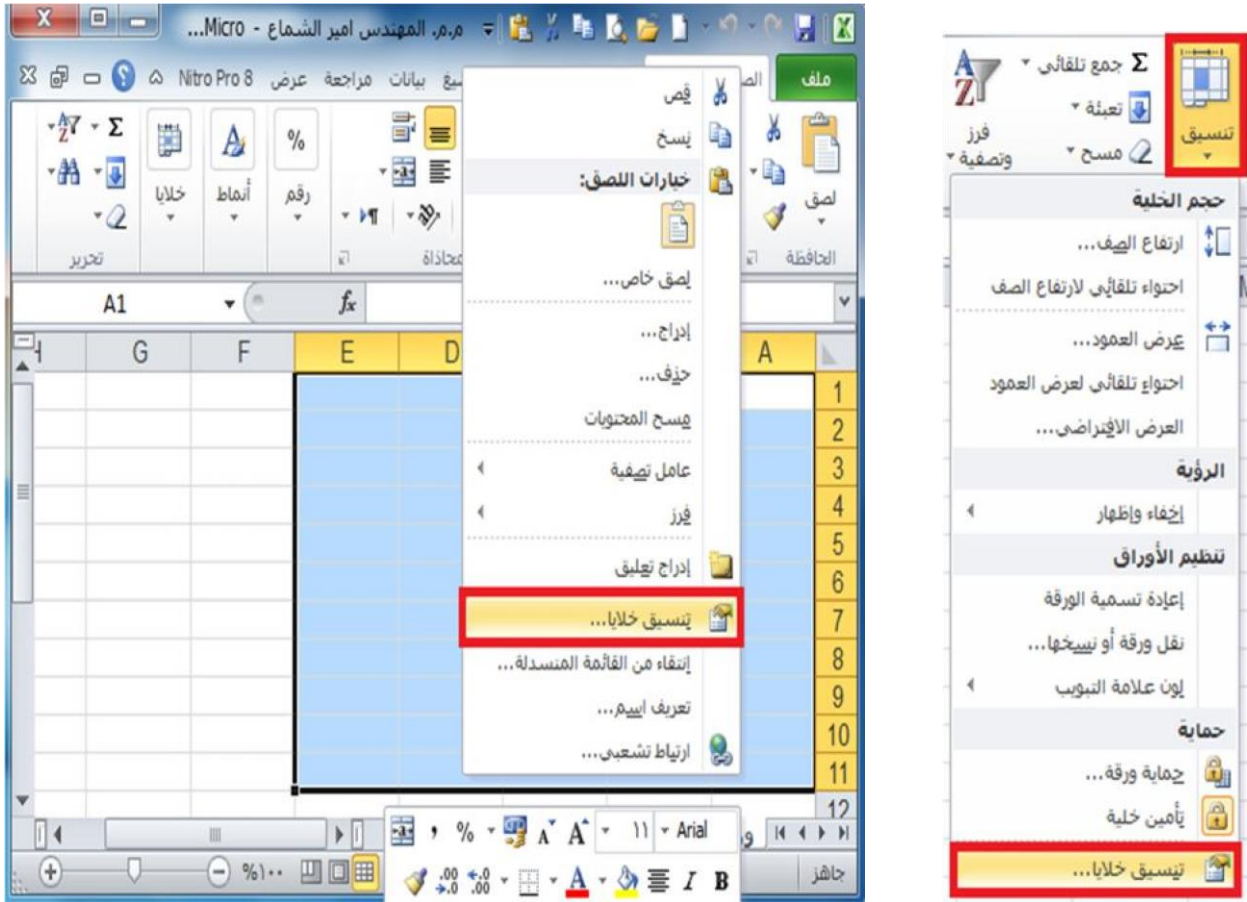 م.م. المهندس امير الشماع - Micro...
ملف
مراجعة عرض Nitro Pro 8
بيانات
لصق
الحافظة
رقم
أنماط
خلايا
تحرير
%
Σ
A1
fx
A
D
E
F
G
H
1
2
3
4
5
6
7
8
9
10
11
12
قص
نسخ
خيارات اللصق:
لصق خاص...
إدراج...
حذف...
مسح المحتويات
عامل تصفية
فرز
إدراج تعليق
تنسيق خلايا...
انتقاء من القائمة المنسدلة...
تعريف اسم...
ارتباط تشعبي...
Arial
١١
A A % ,
B I A
.00 .0 .00
جاهز
%١٠٠
Σ جمع تلقائي
تعبئة
مسح
فرز وتصفية
تنسيق
حجم الخلية
ارتفاع الصف...
احتواء تلقائي لارتفاع الصف
عرض العمود...
احتواء تلقائي لعرض العمود
العرض الافتراضي...
الرؤية
إخفاء وإظهار
تنظيم الأوراق
إعادة تسمية الورقة
نقل ورقة أو نسخها...
لون علامة التبويب
حماية
حماية ورقة...
تأمين خلية
تنسيق خلايا...